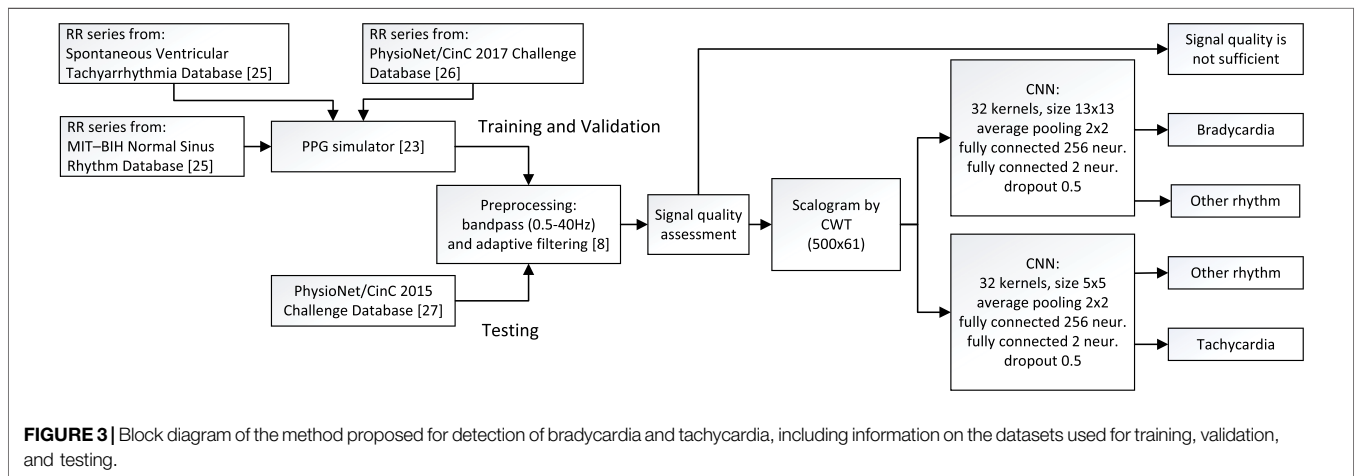 RR series from:
Spontaneous Ventricular
Tachyarrhythmia Database [25]
RR series from:
PhysioNet/CinC 2017 Challenge
Database [26]
RR series from:
MIT–BIH Normal Sinus
Rhythm Database [25]
PPG simulator [23]
Training and Validation
Preprocessing:
bandpass (0.5-40Hz)
and adaptive filtering [8]
PhysioNet/CinC 2015
Challenge Database [27]
Testing
Signal quality
assessment
Scalogram by
CWT
(500x61)
Signal quality is
not sufficient
CNN:
32 kernels, size 13x13
average pooling 2x2
fully connected 256 neur.
fully connected 2 neur.
dropout 0.5
Bradycardia
Other rhythm
CNN:
32 kernels, size 5x5
average pooling 2x2
fully connected 256 neur.
fully connected 2 neur.
dropout 0.5
Other rhythm
Tachycardia
FIGURE 3 | Block diagram of the method proposed for detection of bradycardia and tachycardia, including information on the datasets used for training, validation,
and testing.